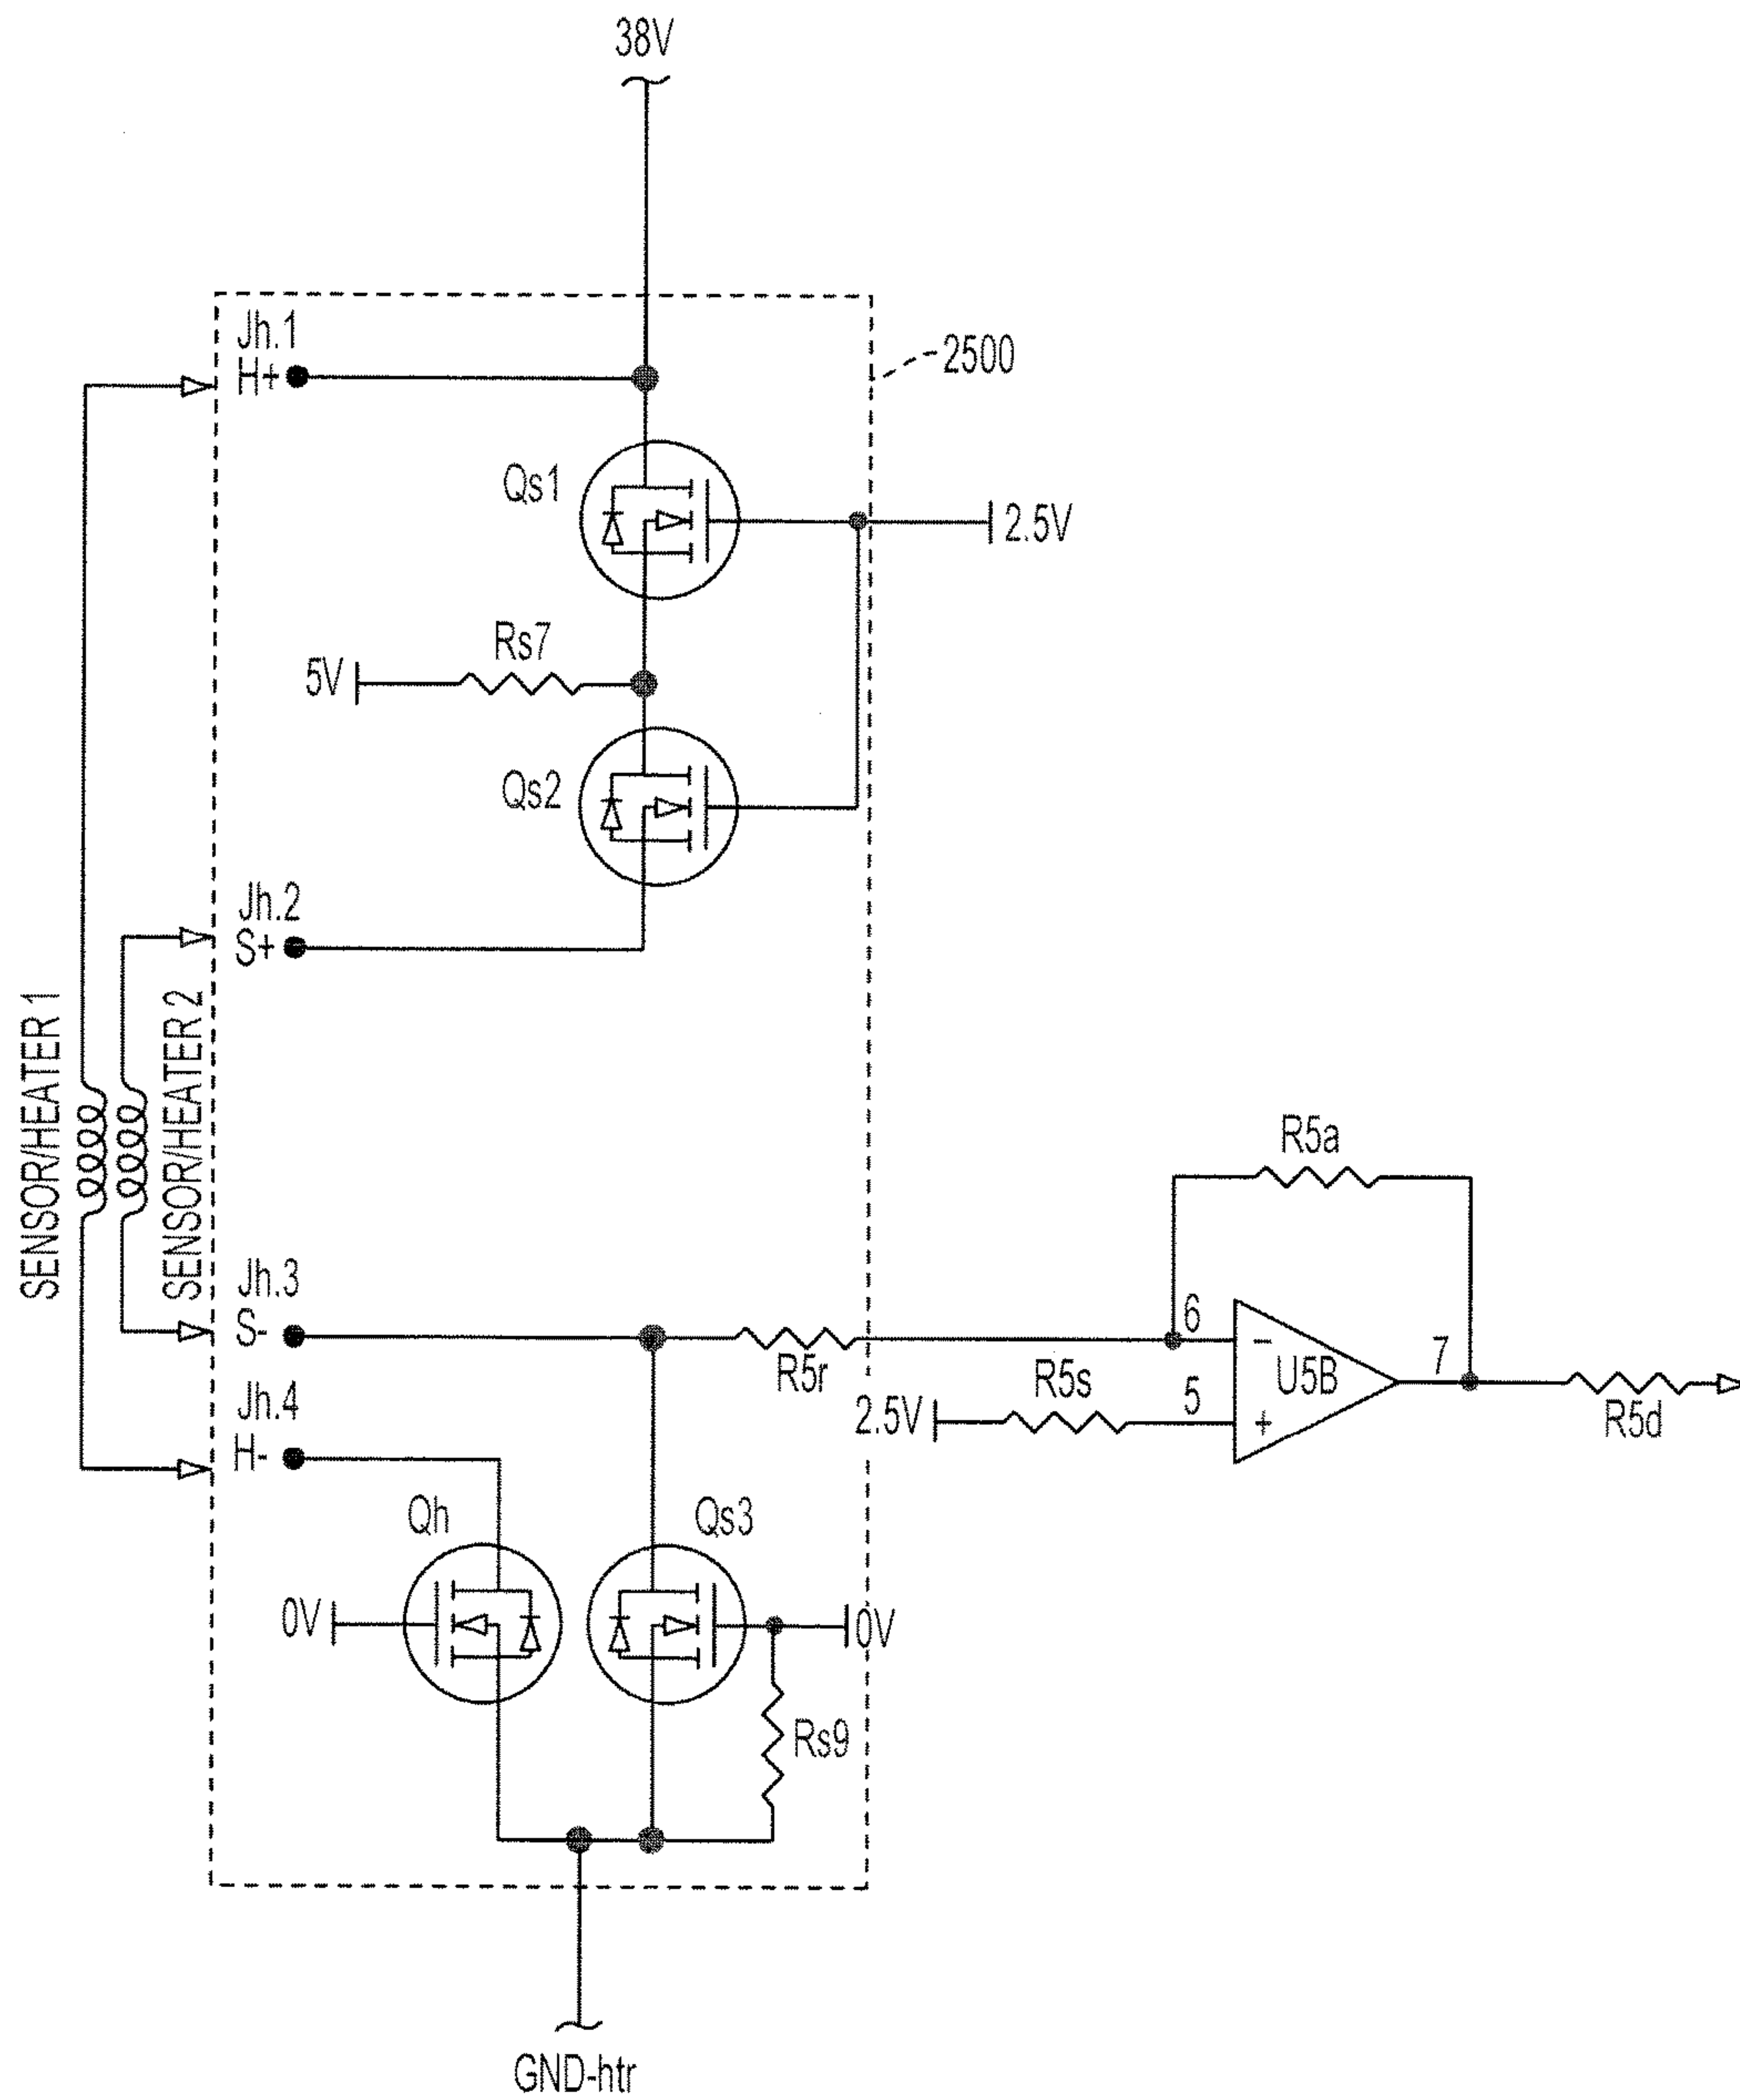 38V
Jh.1
H+
2500
Qs1
2.5V
Rs7
5V
Qs2
Jh.2
S+
SENSOR/HEATER 1
SENSOR/HEATER 2
R5a
Jh.3
S-
R5r
6
-
U5B
7
R5s
5
+
2.5V
R5d
Jh.4
H-
Qh
Qs3
0V
0V
Rs9
GND-htr